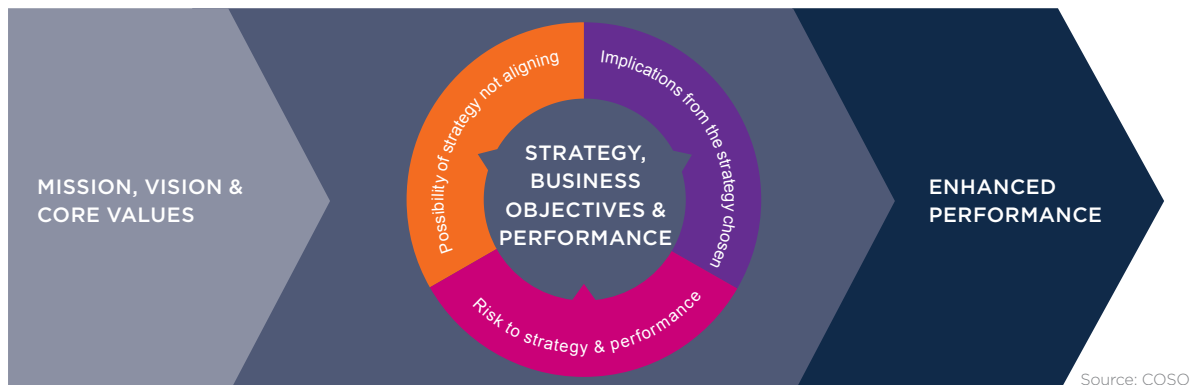 MISSION, VISION &
CORE VALUES
Possibility of strategy not aligning
Implications from the strategy chosen
STRATEGY,
BUSINESS
OBJECTIVES &
PERFORMANCE
Risk to strategy & performance
ENHANCED
PERFORMANCE
Source: COSO